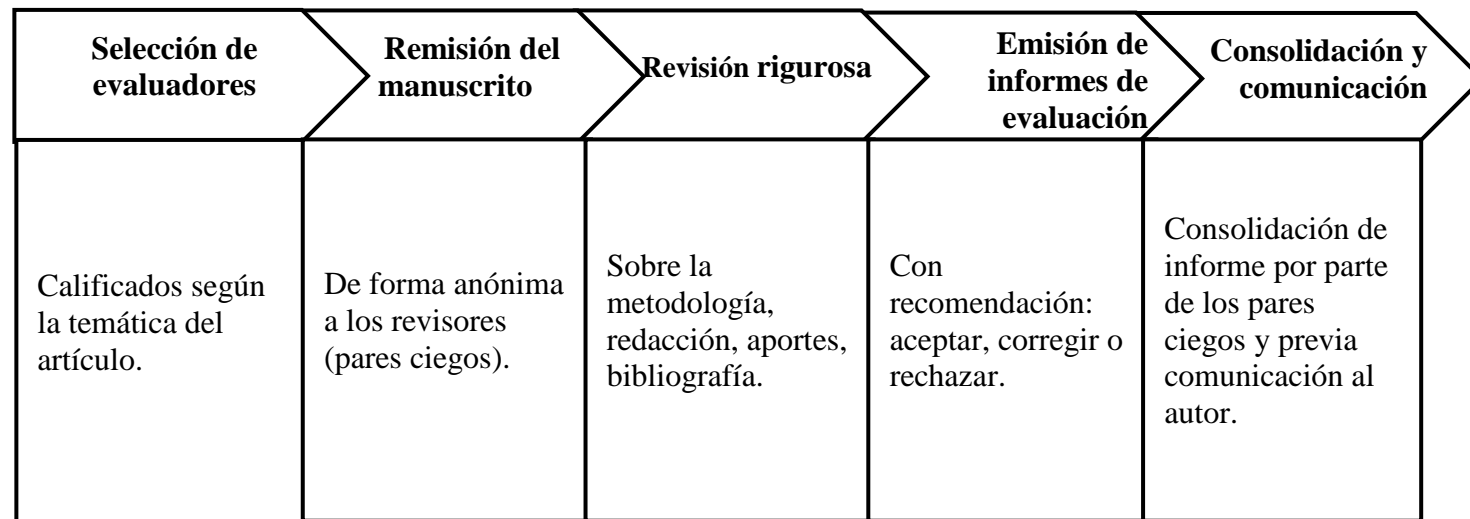 Selección de
evaluadores
Remisión del
manuscrito
Revisión rigurosa
Emisión de
informes de
evaluación
Consolidación y
comunicación
Calificados según
la temática del
artículo.
De forma anónima
a los revisores
(pares ciegos).
Sobre la
metodología,
redacción, aportes,
bibliografía.
Con
recomendación:
aceptar, corregir o
rechazar.
Consolidación de
informe por parte
de los pares
ciegos y previa
comunicación al
autor.